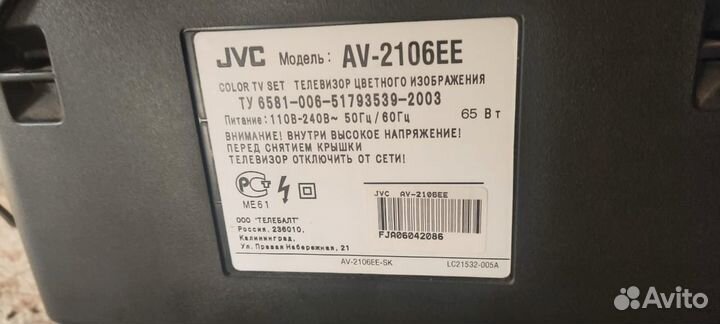 JVC Модель: AV-2106EE
COLOR TV SET ТЕЛЕВИЗОР ЦВЕТНОГО ИЗОБРАЖЕНИЯ
ТУ 6581-006-51793539-2003
Питание: 110В-240В~ 50Гц/60Гц 65 Вт
ВНИМАНИЕ! ВНУТРИ ВЫСОКОЕ НАПРЯЖЕНИЕ!
ПЕРЕД СНЯТИЕМ КРЫШКИ
ТЕЛЕВИЗОР ОТКЛЮЧИТЬ ОТ СЕТИ!
РСТ
МЕ61
JVC AV-2106EE
FJA06042086
ООО "ТЕЛЕБАЛТ"
Россия, 236010,
Калининград,
Ул. Правая Набережная, 21
AV-2106EE-SK LC21532-005A
Avito